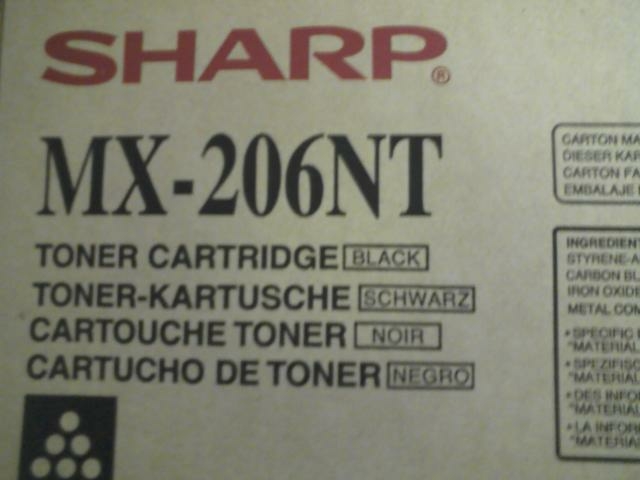 SHARP®
MX-206NT
TONER CARTRIDGE BLACK
TONER-KARTUSCHE SCHWARZ
CARTOUCHE TONER NOIR
CARTUCHO DE TONER NEGRO
CARTON MA
DIESER KAR
CARTON FA
EMBALAJE
INGREDIENT
STYRENE-A
CARBON BL
IRON OXIDE
METAL COM
• SPECIFIC
"MATERIAL
• SPEZIFISC
"MATERIAL
• DES INFO
"MATERIAL
• LA INFOR
"MATERIAL